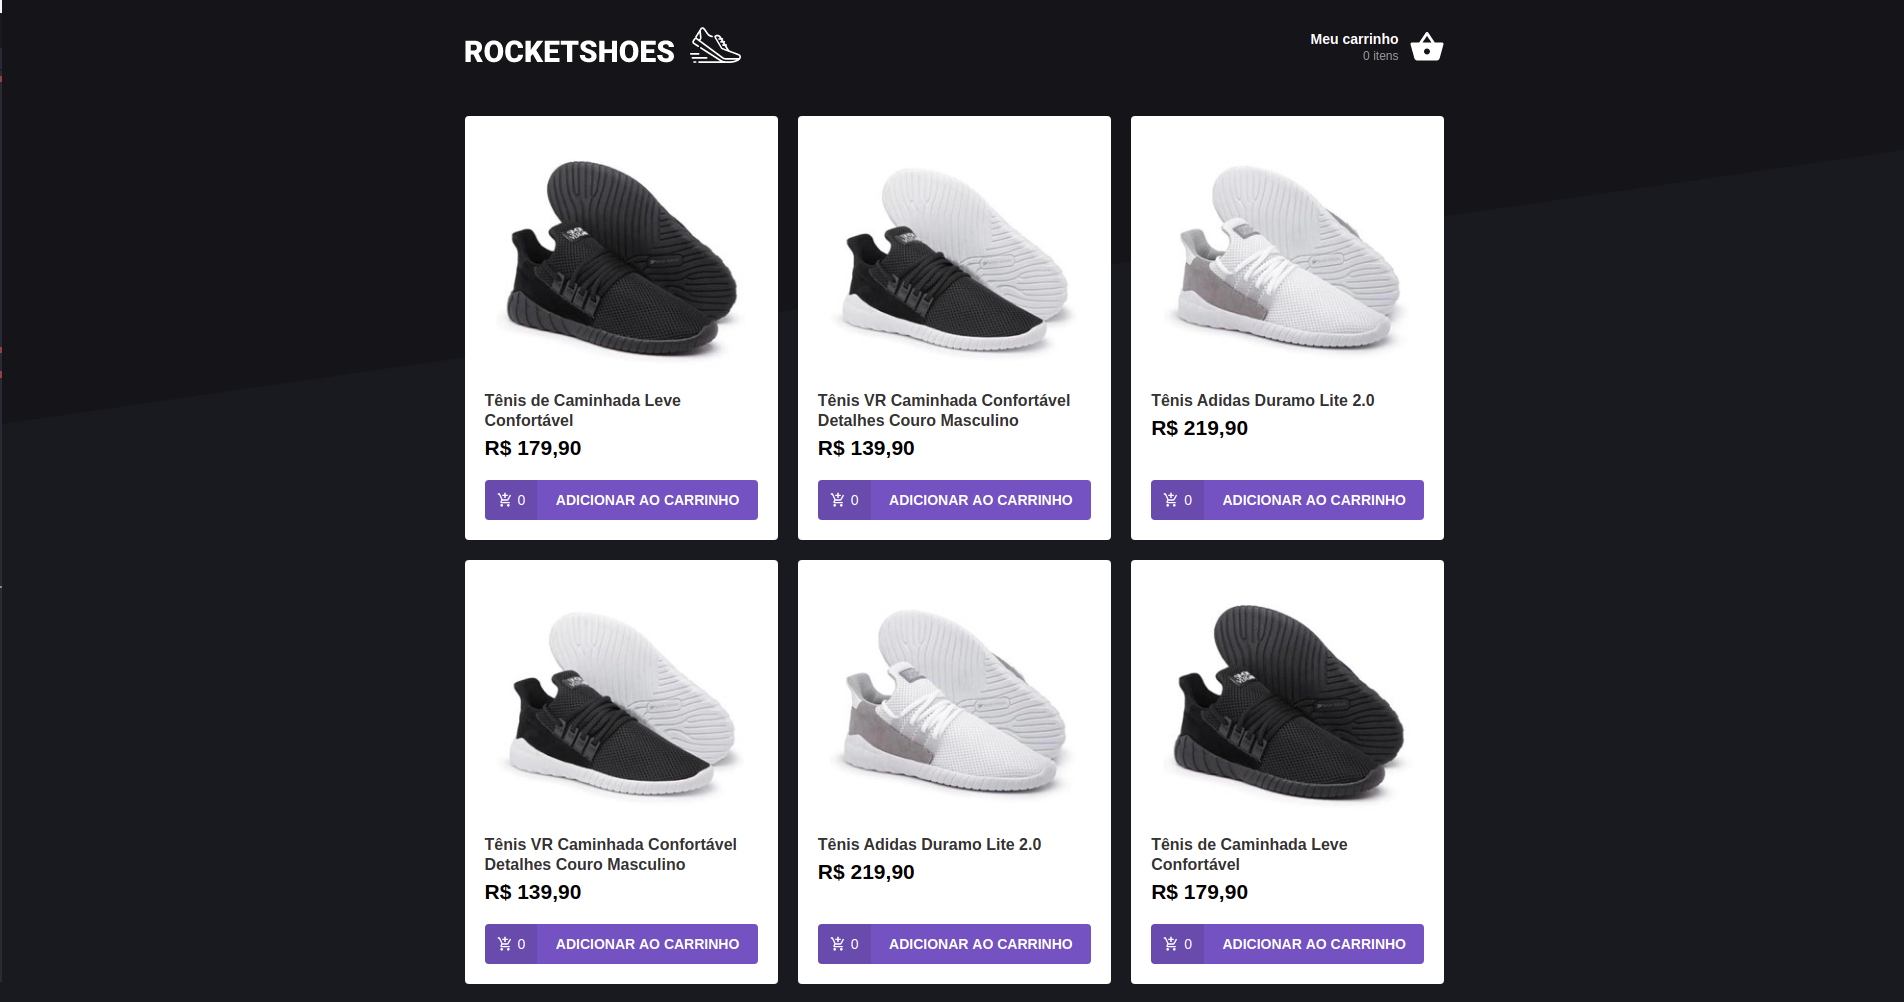 ROCKETSHOES
Meu carrinho
0 itens
Tênis de Caminhada Leve
Confortável
R$ 179,90
0 ADICIONAR AO CARRINHO
Tênis VR Caminhada Confortável
Detalhes Couro Masculino
R$ 139,90
0 ADICIONAR AO CARRINHO
Tênis Adidas Duramo Lite 2.0
R$ 219,90
0 ADICIONAR AO CARRINHO
Tênis VR Caminhada Confortável
Detalhes Couro Masculino
R$ 139,90
0 ADICIONAR AO CARRINHO
Tênis Adidas Duramo Lite 2.0
R$ 219,90
0 ADICIONAR AO CARRINHO
Tênis de Caminhada Leve
Confortável
R$ 179,90
0 ADICIONAR AO CARRINHO